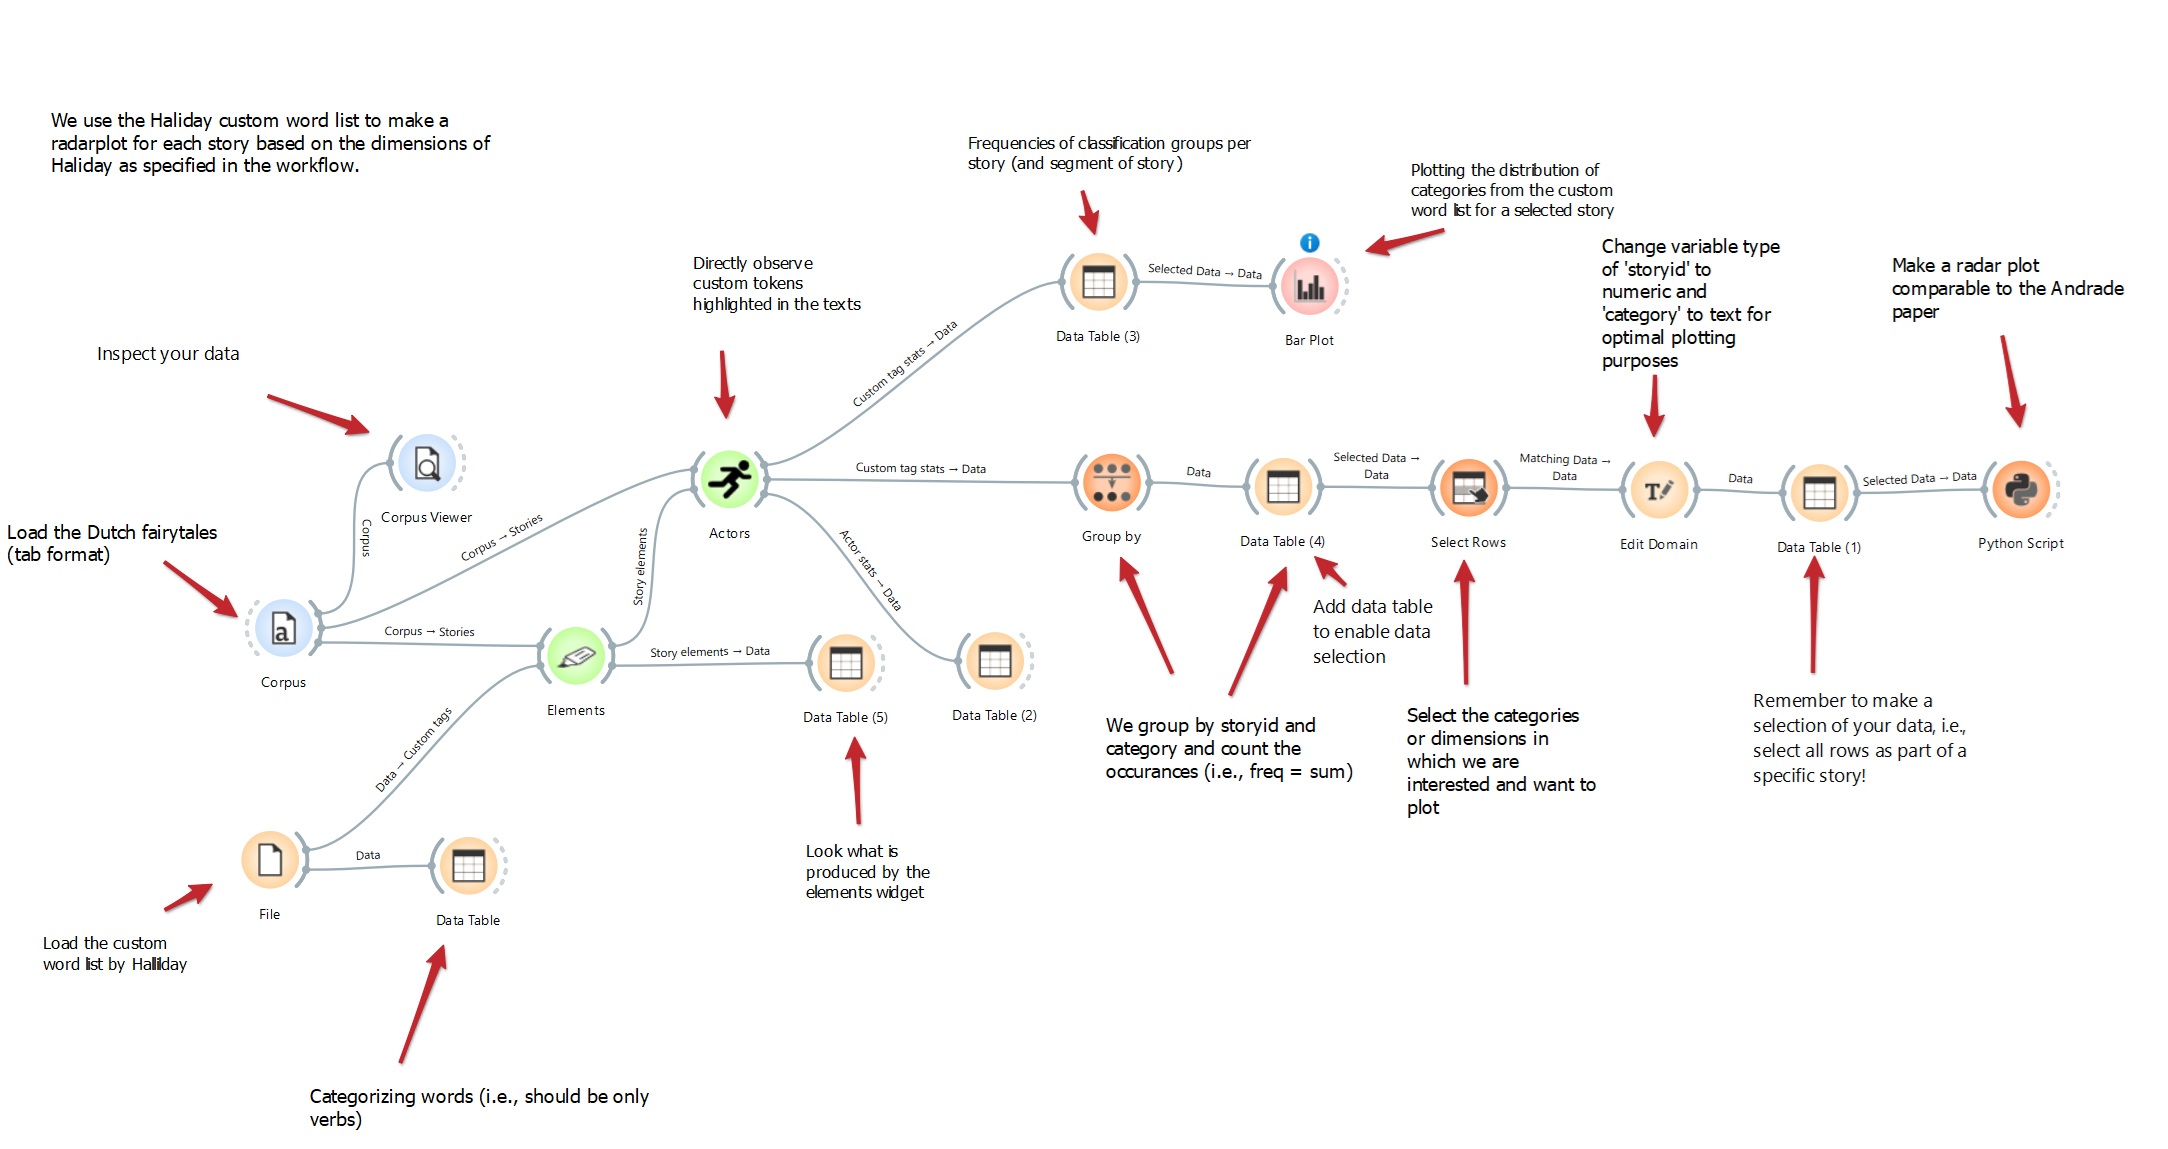 We use the Haliday custom word list to make a
radarplot for each story based on the dimensions of
Haliday as specified in the workflow.
Frequencies of classification groups per
story (and segment of story)
Plotting the distribution of
categories from the custom
word list for a selected story
Directly observe
custom tokens
highlighted in the texts
Change variable type
of 'storyid' to
numeric and
'category' to text for
optimal plotting
purposes
Make a radar plot
comparable to the Andrade
paper
Inspect your data
Selected Data → Data
Data Table (3)
Bar Plot
Custom tag stats → Data
Corpus Viewer
Corpus
Load the Dutch fairytales
(tab format)
Corpus → Stories
Actors
Story elements
Custom tag stats → Data
Actor stats → Data
Group by
Data
Data Table (4)
Selected Data →
Data
Select Rows
Matching Data →
Data
Edit Domain
Data
Data Table (1)
Selected Data → Data
Python Script
Corpus
Corpus → Stories
Elements
Story elements → Data
Data Table (5)
Data Table (2)
Add data table
to enable data
selection
We group by storyid and
category and count the
occurances (i.e., freq = sum)
Select the categories
or dimensions in
which we are
interested and want to
plot
Remember to make a
selection of your data, i.e.,
select all rows as part of a
specific story!
Data → Custom tags
Look what is
produced by the
elements widget
File
Data
Data Table
Load the custom
word list by Halliday
Categorizing words (i.e., should be only
verbs)